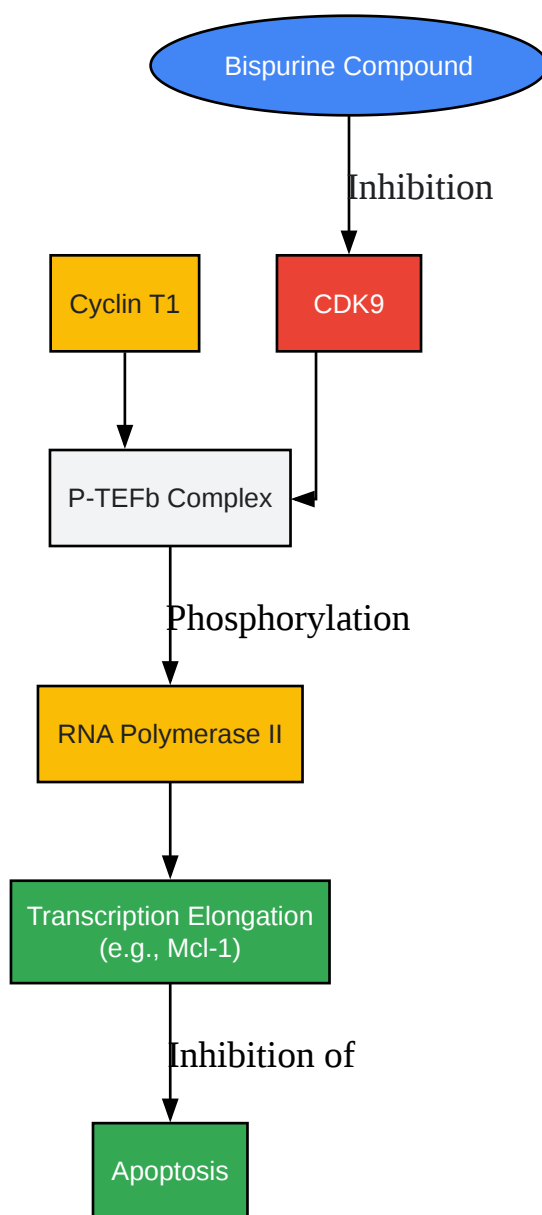 Bispurine Compound
Inhibition
Cyclin T1
CDK9
P-TEFb Complex
Phosphorylation
RNA Polymerase II
Transcription Elongation
(e.g., Mcl-1)
Inhibition of
Apoptosis